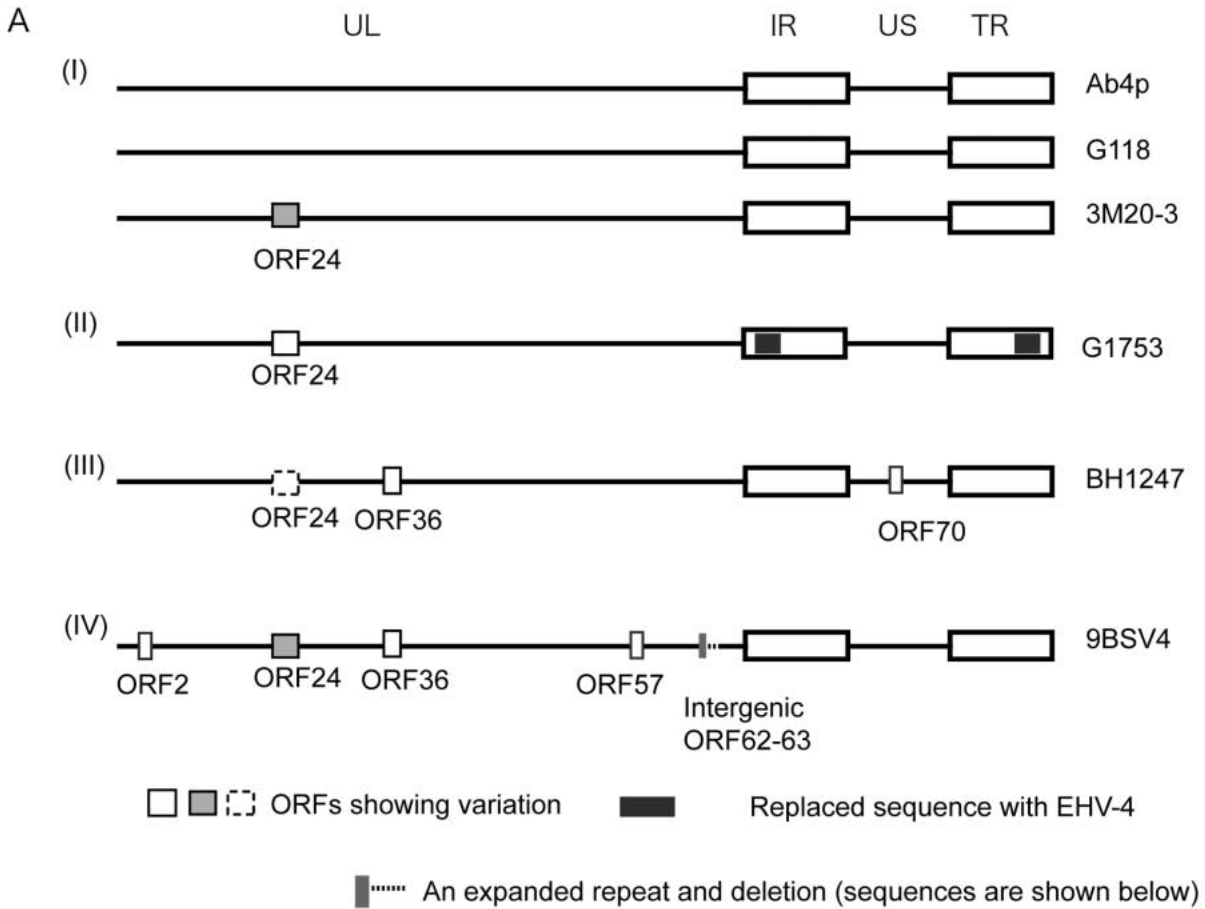 A
UL IR US TR
(I)
Ab4p
G118
3M20-3
ORF24
(II)
G1753
ORF24
(III)
BH1247
ORF24 ORF36 ORF70
(IV)
9BSV4
ORF2 ORF24 ORF36 ORF57
Intergenic
ORF62-63
ORFs showing variation Replaced sequence with EHV-4
An expanded repeat and deletion (sequences are shown below)